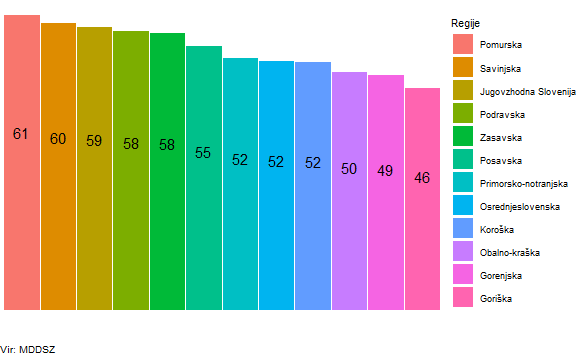 61
60
59
58
58
55
52
52
52
50
49
46
Regije
Pomurska
Savinjska
Jugovzhodna Slovenija
Podravska
Zasavska
Posavska
Primorsko-notranjska
Osrednjeslovenska
Koroška
Obalno-kraška
Gorenjska
Goriška
Vir: MDDSZ